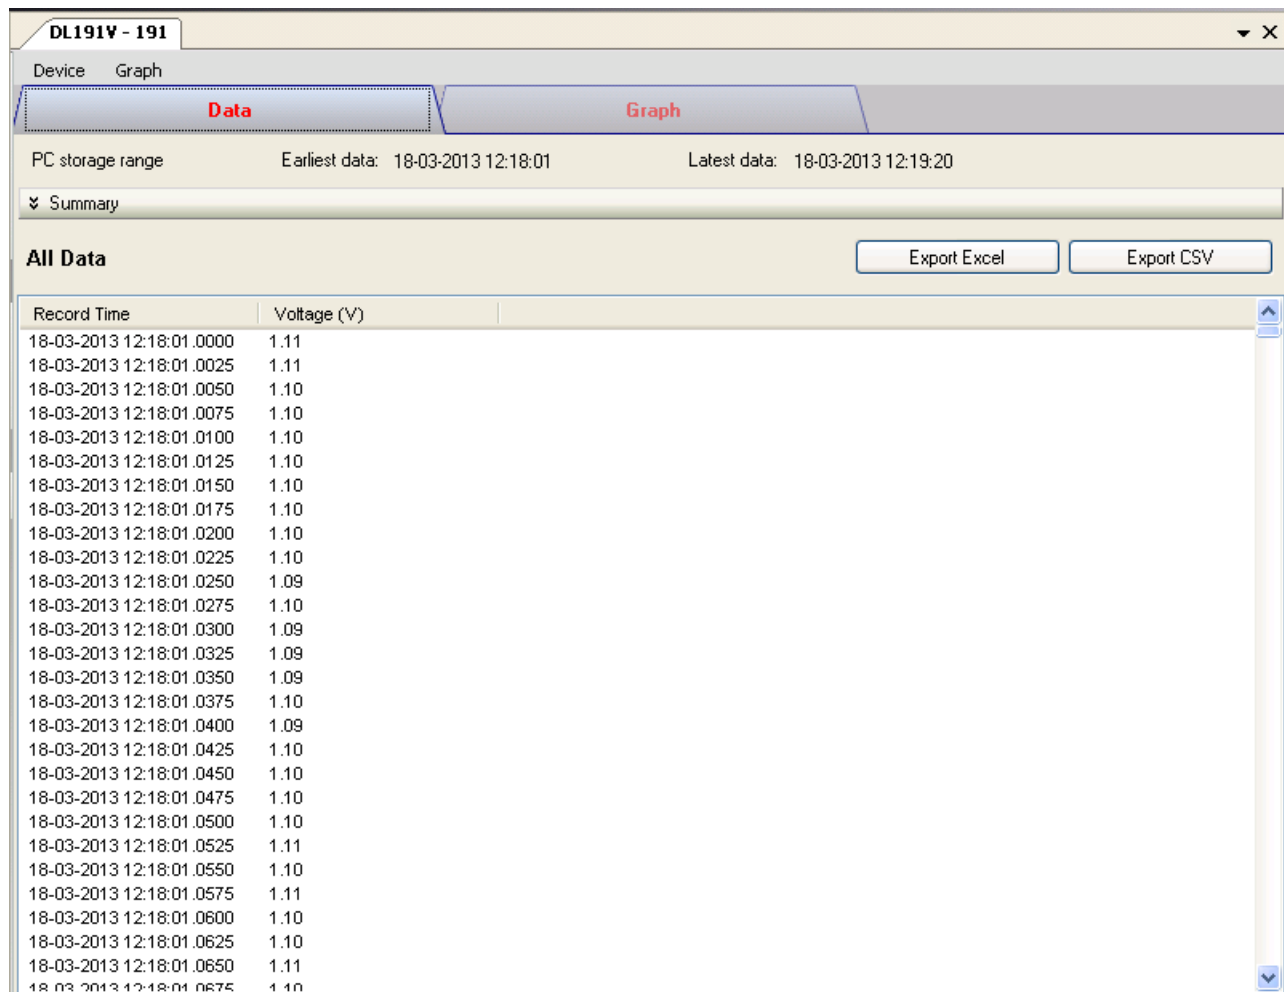 DL191V - 191
Device Graph
Data Graph
PC storage range Earliest data: 18-03-2013 12:18:01 Latest data: 18-03-2013 12:19:20
Summary
All Data Export Excel Export CSV
Record Time Voltage (V)
18-03-2013 12:18:01.0000 1.11
18-03-2013 12:18:01.0025 1.11
18-03-2013 12:18:01.0050 1.10
18-03-2013 12:18:01.0075 1.10
18-03-2013 12:18:01.0100 1.10
18-03-2013 12:18:01.0125 1.10
18-03-2013 12:18:01.0150 1.10
18-03-2013 12:18:01.0175 1.10
18-03-2013 12:18:01.0200 1.10
18-03-2013 12:18:01.0225 1.10
18-03-2013 12:18:01.0250 1.09
18-03-2013 12:18:01.0275 1.10
18-03-2013 12:18:01.0300 1.09
18-03-2013 12:18:01.0325 1.09
18-03-2013 12:18:01.0350 1.09
18-03-2013 12:18:01.0375 1.10
18-03-2013 12:18:01.0400 1.09
18-03-2013 12:18:01.0425 1.10
18-03-2013 12:18:01.0450 1.10
18-03-2013 12:18:01.0475 1.10
18-03-2013 12:18:01.0500 1.10
18-03-2013 12:18:01.0525 1.11
18-03-2013 12:18:01.0550 1.10
18-03-2013 12:18:01.0575 1.11
18-03-2013 12:18:01.0600 1.10
18-03-2013 12:18:01.0625 1.10
18-03-2013 12:18:01.0650 1.11
18-03-2013 12:18:01.0675 1.10